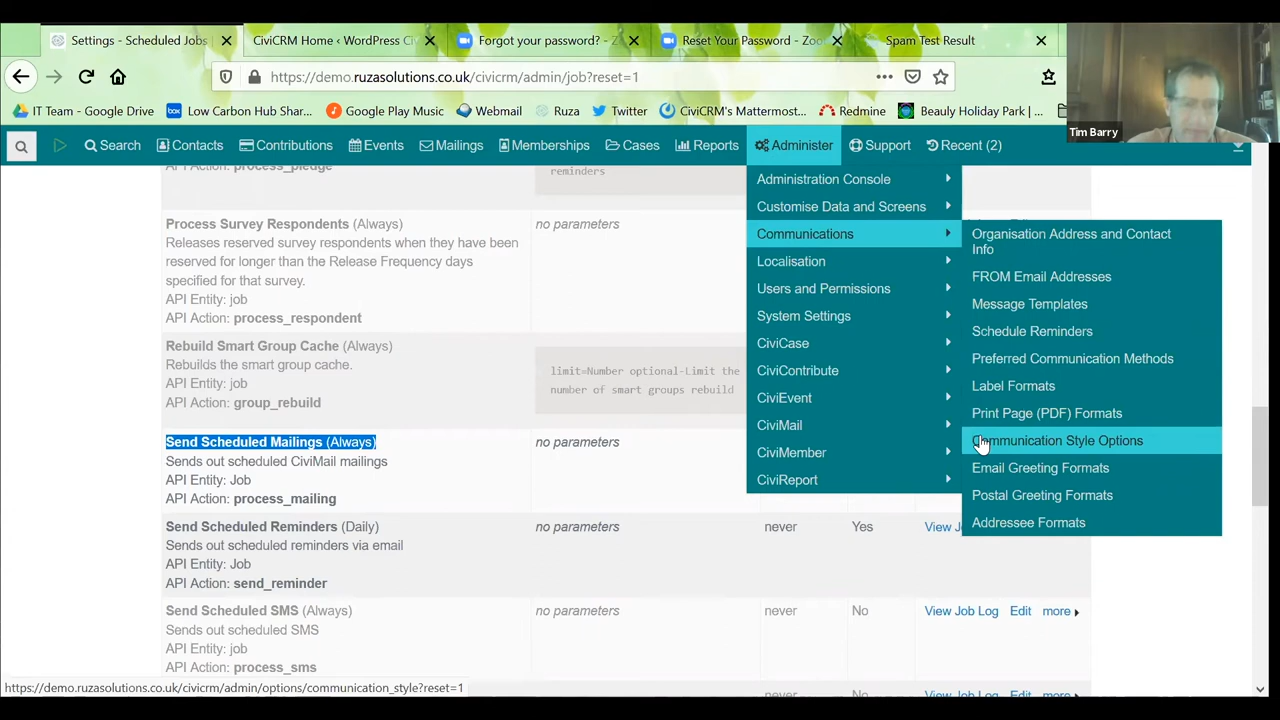 Settings - Scheduled Jobs
CiviCRM Home ‹ WordPress Civ
Forgot your password? - Z
Reset Your Password - Zoo
Spam Test Result
https://demo.ruzasolutions.co.uk/civicrm/admin/job?reset=1
IT Team - Google Drive
Low Carbon Hub Shar...
Google Play Music
Webmail
Ruza
Twitter
CiviCRM's Mattermost...
Redmine
Beauly Holiday Park | ...
Tim Barry
Search
Contacts
Contributions
Events
Mailings
Memberships
Cases
Reports
Administer
Support
Recent (2)
process_pledge
reminders
Process Survey Respondents (Always)
no parameters
Releases reserved survey respondents when they have been
reserved for longer than the Release Frequency days
specified for that survey.
API Entity: job
API Action: process_respondent
Rebuild Smart Group Cache (Always)
Rebuilds the smart group cache.
API Entity: job
API Action: group_rebuild
limit=Number optional-Limit the
number of smart groups rebuild
Send Scheduled Mailings (Always)
no parameters
Sends out scheduled CiviMail mailings
API Entity: Job
API Action: process_mailing
Send Scheduled Reminders (Daily)
no parameters
never
Yes
View Jo
Sends out scheduled reminders via email
API Entity: Job
API Action: send_reminder
Send Scheduled SMS (Always)
no parameters
never
No
View Job Log
Edit
more
Sends out scheduled SMS
API Entity: job
API Action: process_sms
Administration Console
Customise Data and Screens
Communications
Localisation
Users and Permissions
System Settings
CiviCase
CiviContribute
CiviEvent
CiviMail
CiviMember
CiviReport
Organisation Address and Contact
Info
FROM Email Addresses
Message Templates
Schedule Reminders
Preferred Communication Methods
Label Formats
Print Page (PDF) Formats
Communication Style Options
Email Greeting Formats
Postal Greeting Formats
Addressee Formats
https://demo.ruzasolutions.co.uk/civicrm/admin/options/communication_style?reset=1